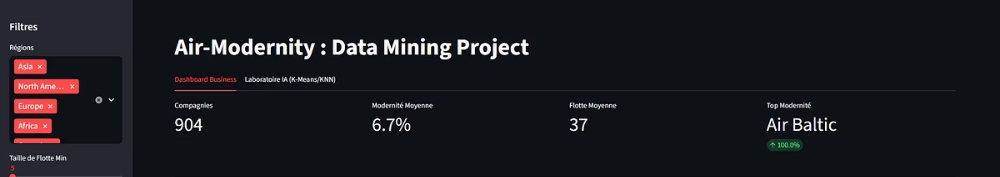 Filtres
Régions
Asia ×
North Ame... ×
Europe ×
Africa ×
Taille de Flotte Min
5
Air-Modernity : Data Mining Project
Dashboard Business Laboratoire IA (K-Means/KNN)
Compagnies
904
Modernité Moyenne
6.7%
Flotte Moyenne
37
Top Modernité
Air Baltic
↑ 100.0%